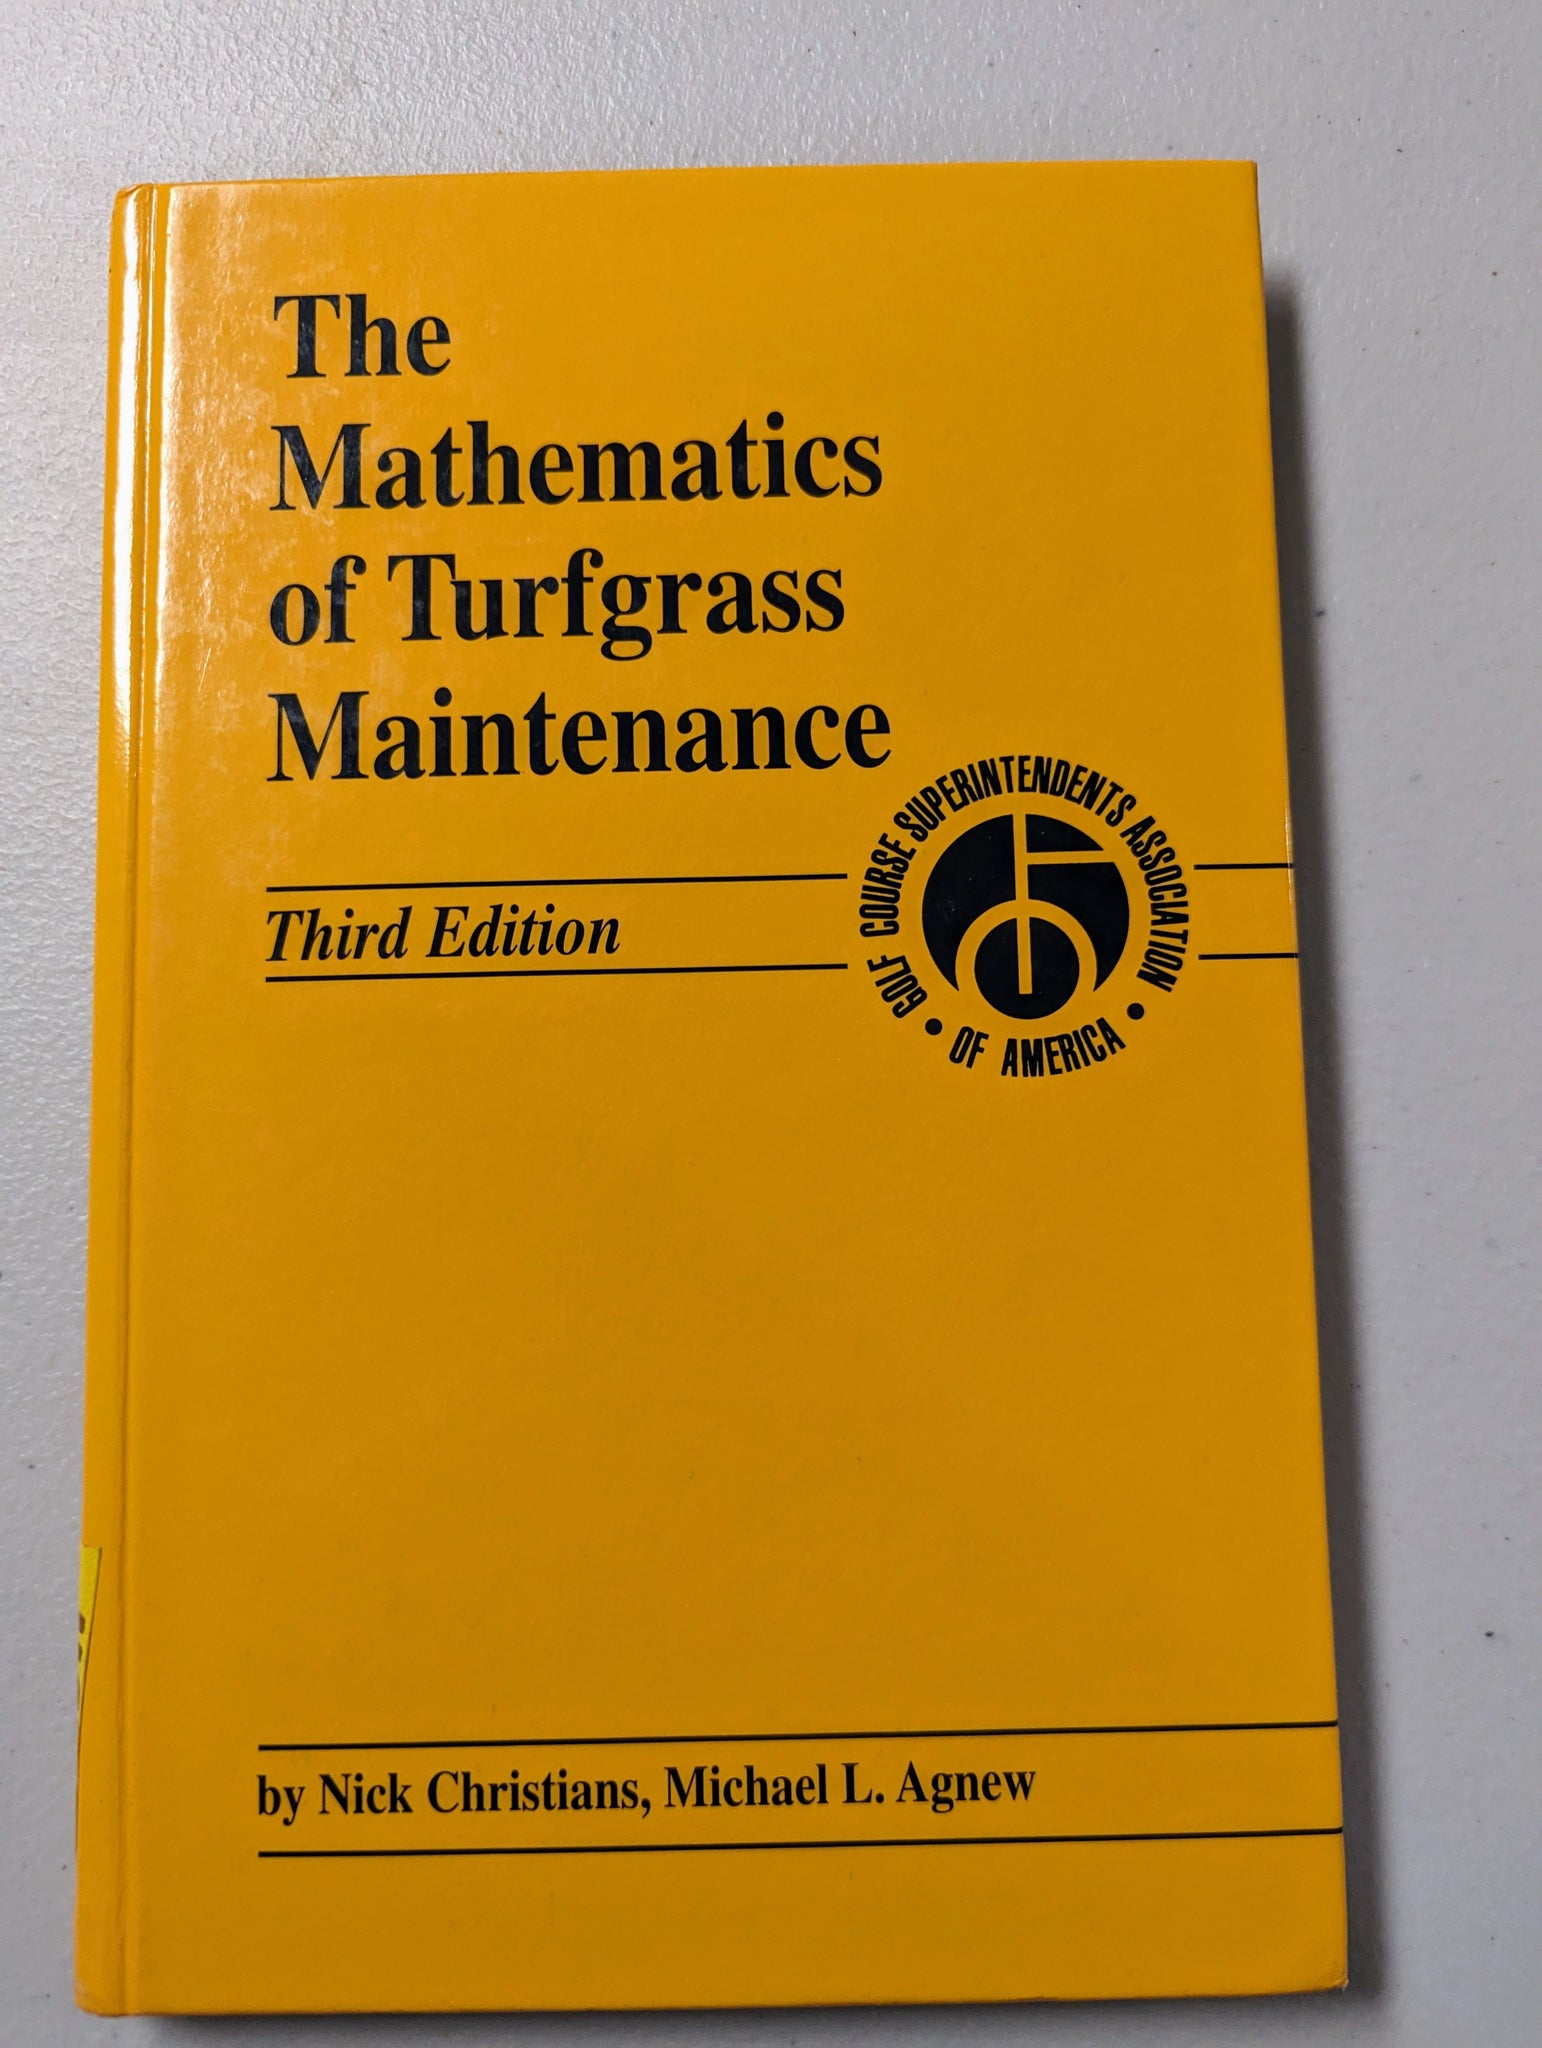 The
Mathematics
of Turfgrass
Maintenance
Third Edition
GOLF COURSE SUPERINTENDENTS ASSOCIATION
• OF AMERICA •
by Nick Christians, Michael L. Agnew